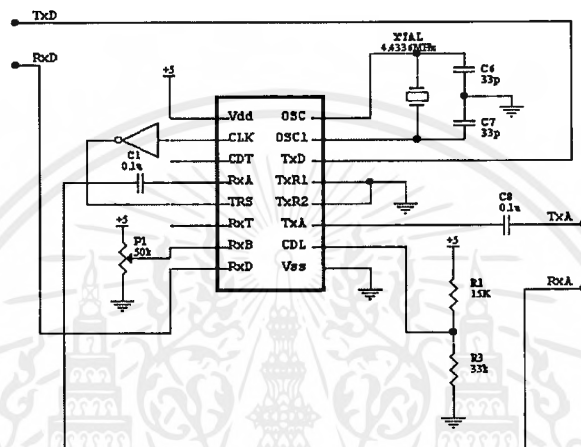 TxD
RxD
XTAL
4.4336MHz
C6
33p
C7
33p
+5
Vdd
OSC
CLK
OSC1
CDT
TxD
C1
0.1u
RxA
TxR1
TRS
TxR2
RxT
TxA
C8
0.1u
TxA
+5
P1
50k
RxB
CDL
+5
RxD
Vss
R1
15K
RxA
R3
33k